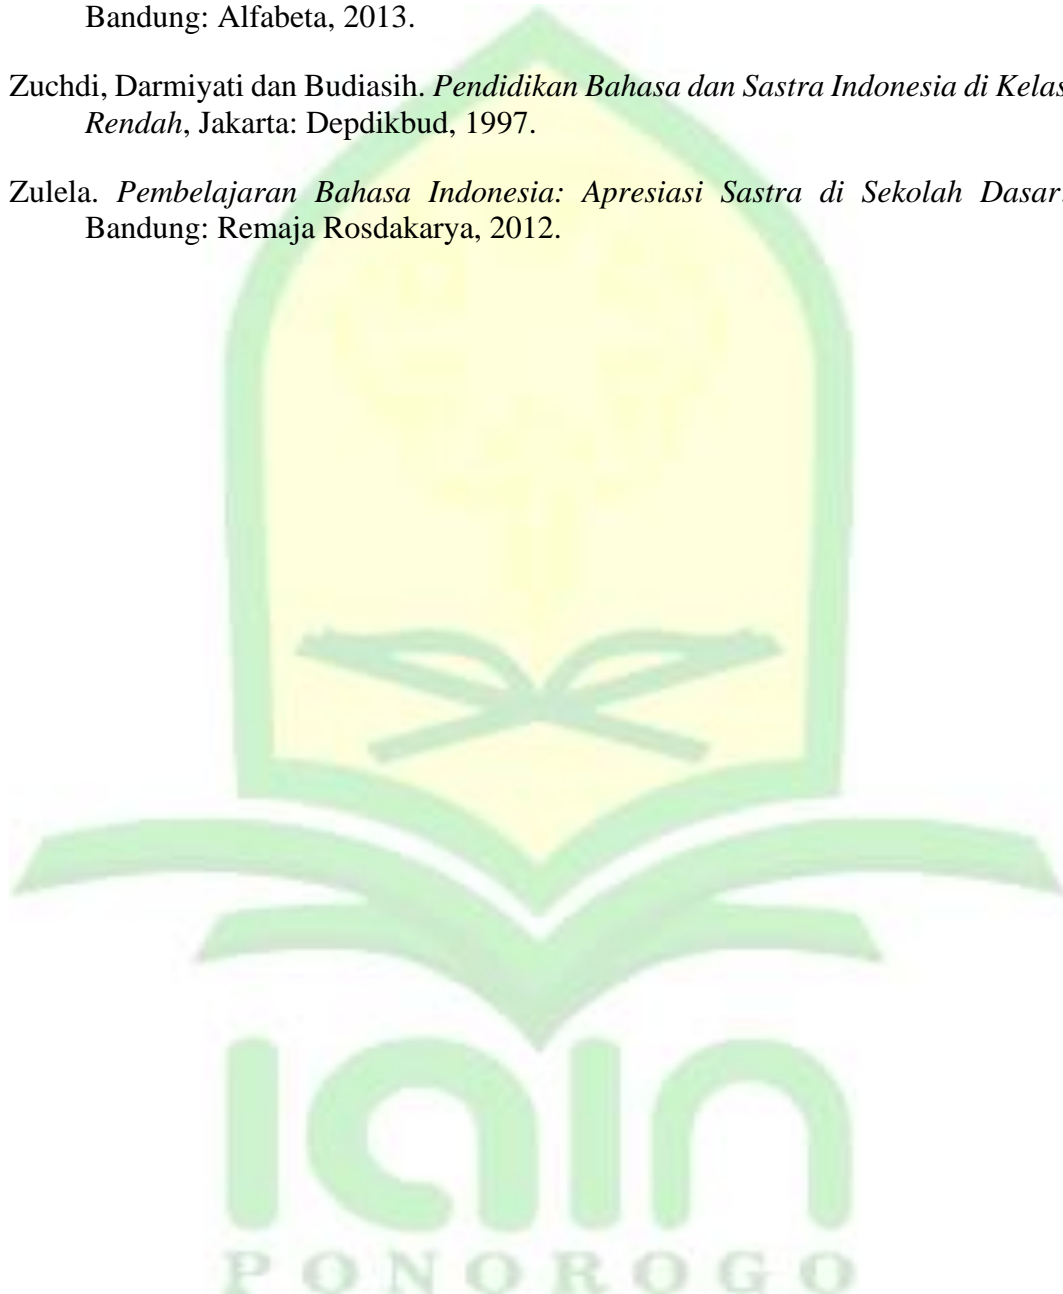 Bandung: Alfabeta, 2013.
Zuchdi, Darmiyati dan Budiasih. Pendidikan Bahasa dan Sastra Indonesia di Kelas
Rendah, Jakarta: Depdikbud, 1997.
Zulela. Pembelajaran Bahasa Indonesia: Apresiasi Sastra di Sekolah Dasar.
Bandung: Remaja Rosdakarya, 2012.
iain
PONOROGO